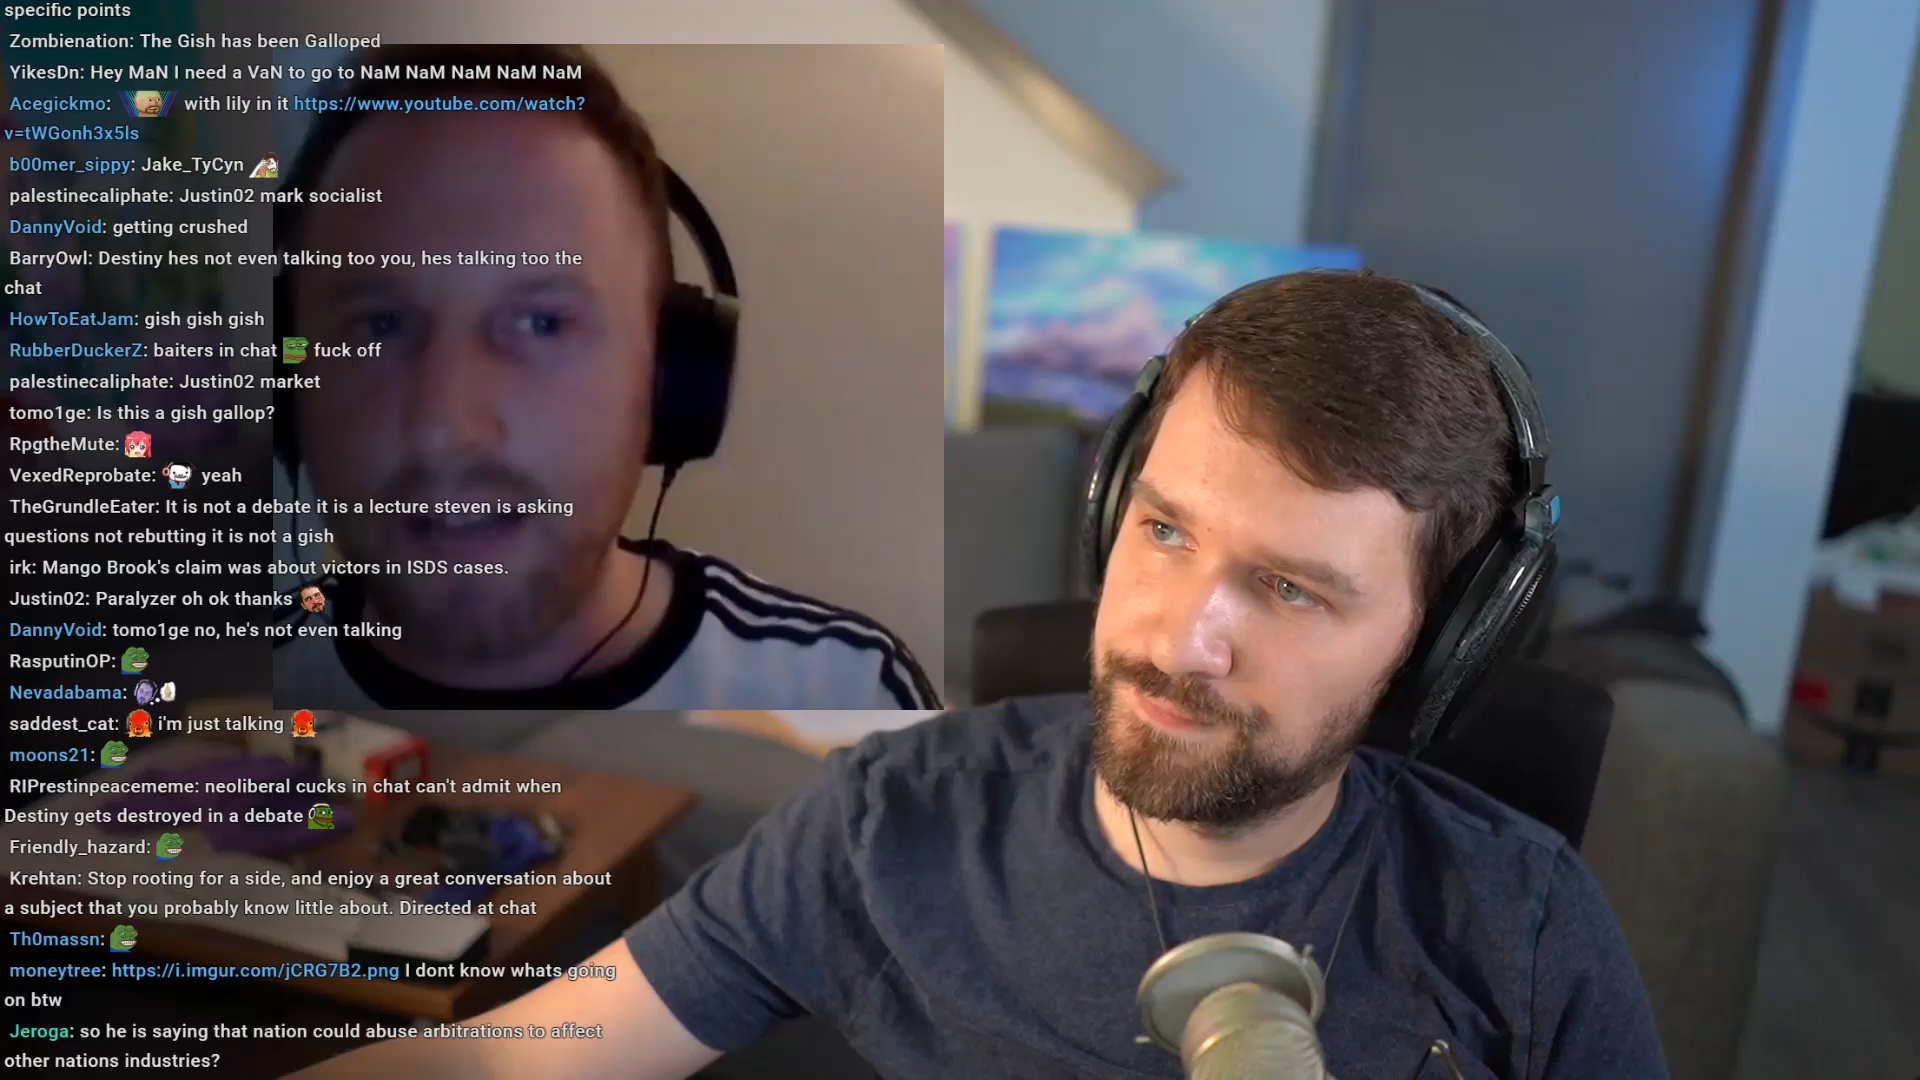 specific points
Zombienation: The Gish has been Galloped
YikesDn: Hey MaN I need a VaN to go to NaM NaM NaM NaM NaM
Acegickmo: with lily in it https://www.youtube.com/watch?
v=tWGonh3x5ls
b00mer_sippy: Jake_TyCyn
palestinecaliphate: Justin02 mark socialist
DannyVoid: getting crushed
BarryOwl: Destiny hes not even talking too you, hes talking too the
chat
HowToEatJam: gish gish gish
RubberDuckerZ: baiters in chat fuck off
palestinecaliphate: Justin02 market
tomo1ge: Is this a gish gallop?
RpgtheMute:
VexedReprobate: yeah
TheGrundleEater: It is not a debate it is a lecture steven is asking
questions not rebutting it is not a gish
irk: Mango Brook's claim was about victors in ISDS cases.
Justin02: Paralyzer oh ok thanks
DannyVoid: tomo1ge no, he's not even talking
RasputinOP:
Nevadabama:
saddest_cat: i'm just talking
moons21:
RIPrestinpeacememe: neoliberal cucks in chat can't admit when
Destiny gets destroyed in a debate
Friendly_hazard:
Krehtan: Stop rooting for a side, and enjoy a great conversation about
a subject that you probably know little about. Directed at chat
Th0massn:
moneytree: https://i.imgur.com/jCRG7B2.png I dont know whats going
on btw
Jeroga: so he is saying that nation could abuse arbitrations to affect
other nations industries?